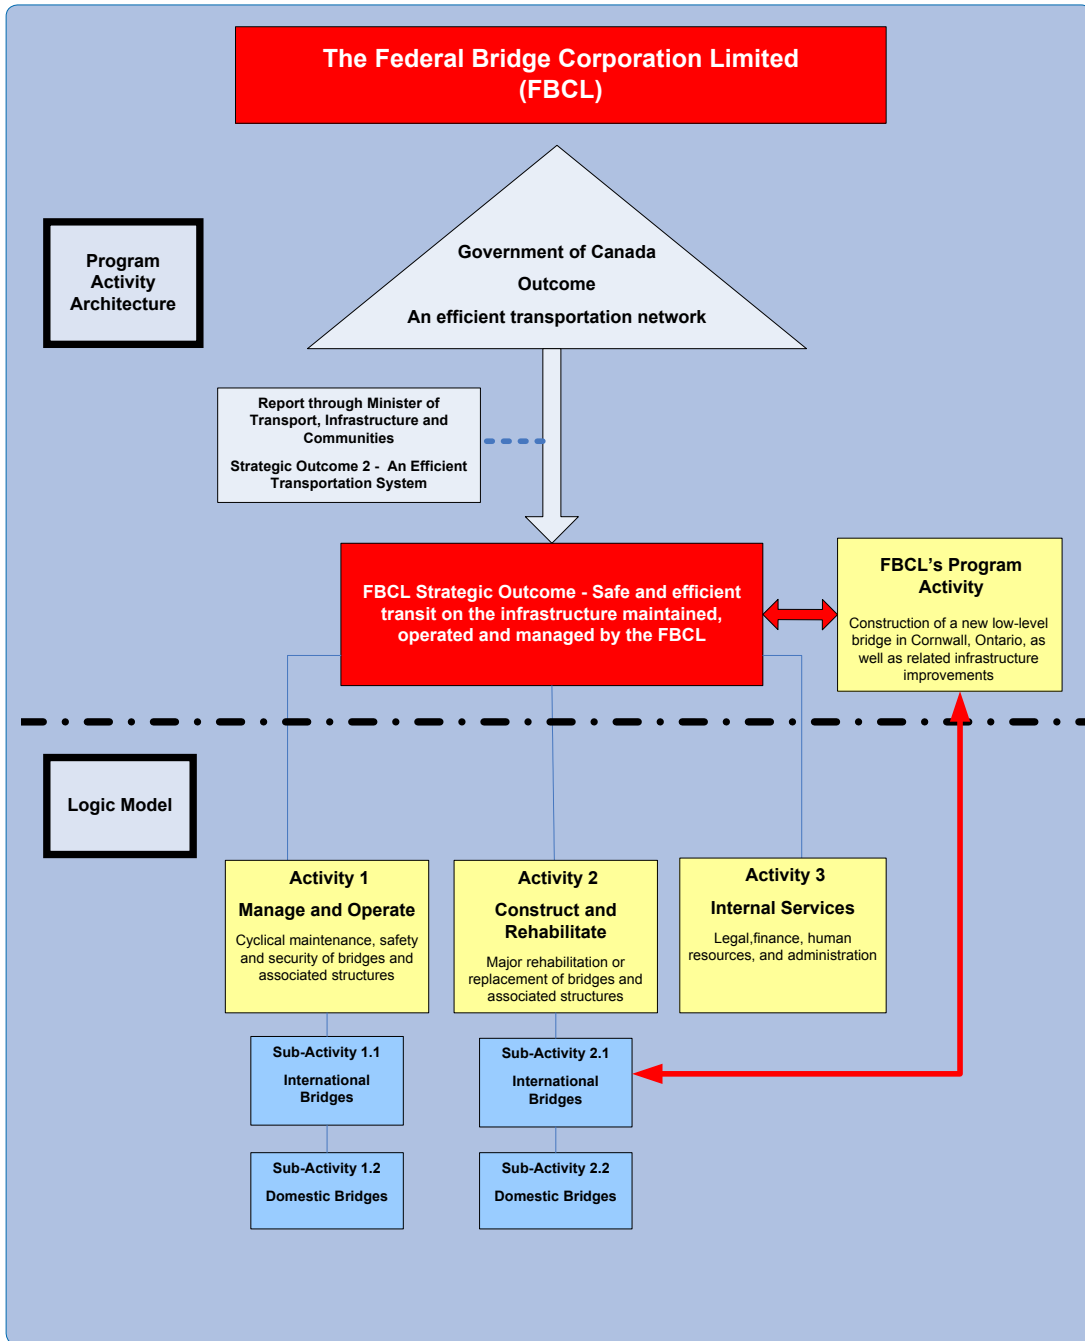 The Federal Bridge Corporation Limited
(FBCL)
Program
Activity
Architecture
Government of Canada
Outcome
An efficient transportation network
Report through Minister of
Transport, Infrastructure and
Communities
Strategic Outcome 2 - An Efficient
Transportation System
FBCL Strategic Outcome - Safe and efficient
transit on the infrastructure maintained,
operated and managed by the FBCL
FBCL's Program
Activity
Construction of a new low-level
bridge in Cornwall, Ontario, as
well as related infrastructure
improvements
Logic Model
Activity 1
Manage and Operate
Cyclical maintenance, safety
and security of bridges and
associated structures
Activity 2
Construct and
Rehabilitate
Major rehabilitation or
replacement of bridges and
associated structures
Activity 3
Internal Services
Legal,finance, human
resources, and administration
Sub-Activity 1.1
International
Bridges
Sub-Activity 2.1
International
Bridges
Sub-Activity 1.2
Domestic Bridges
Sub-Activity 2.2
Domestic Bridges